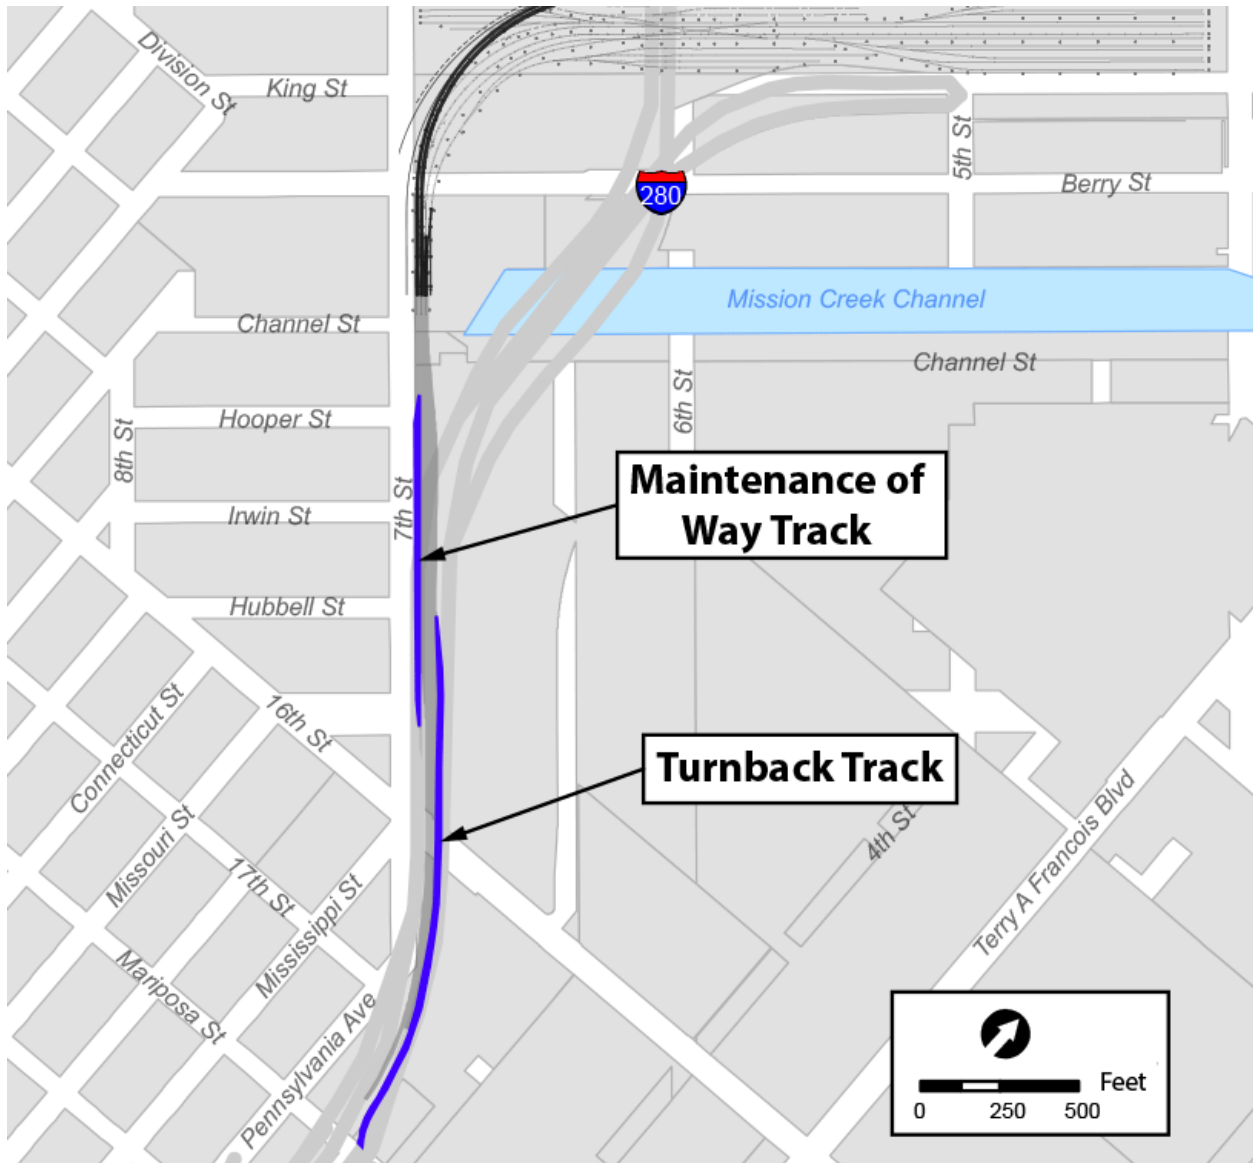 Division St
King St
5th St
280
Berry St
Mission Creek Channel
Channel St
Channel St
6th St
Hooper St
8th St
7th St
Maintenance of
Way Track
Irwin St
Hubbell St
Connecticut St
16th St
Turnback Track
Missouri St
4th St
Terry A Francois Blvd
17th St
Mississippi St
Mariposa St
Pennsylvania Ave
Feet
0 250 500